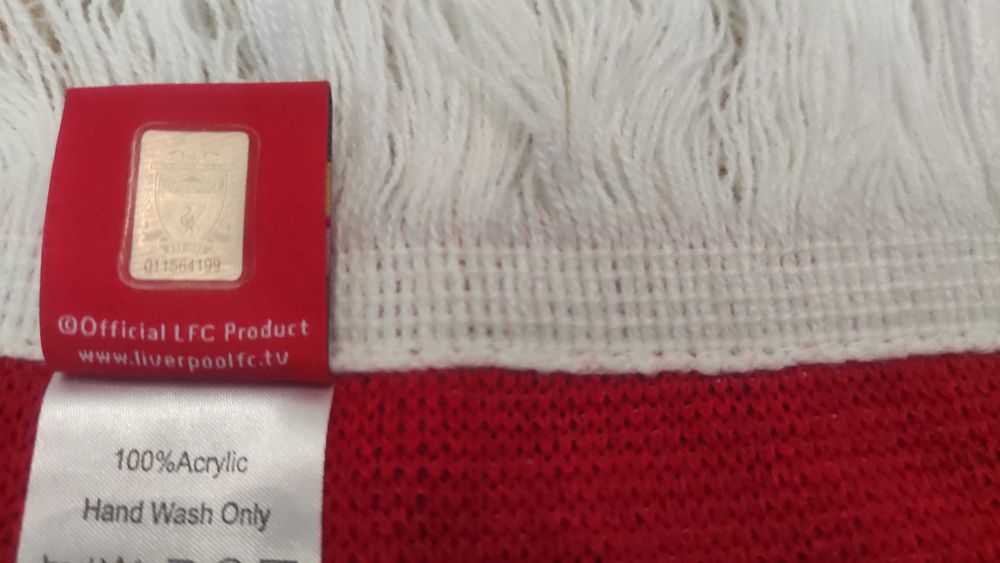 011564199
©Official LFC Product
www.liverpoolfc.tv
100%Acrylic
Hand Wash Only